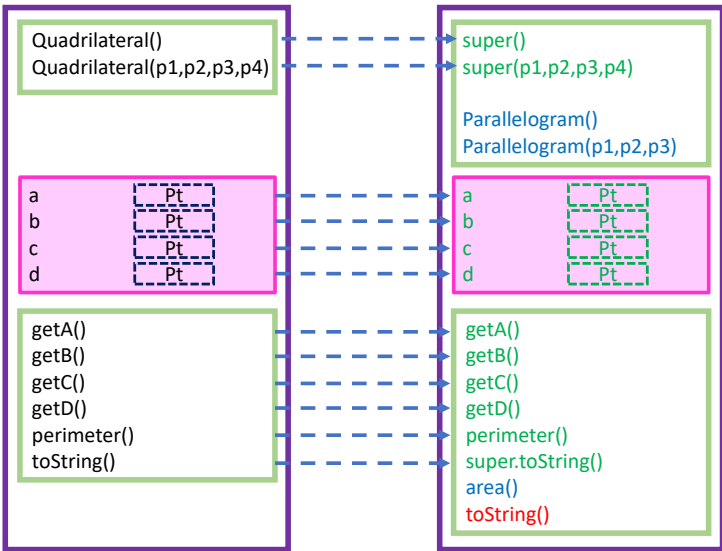 Quadrilateral()
Quadrilateral(p1,p2,p3,p4)
a Pt
b Pt
c Pt
d Pt
getA()
getB()
getC()
getD()
perimeter()
toString()
super()
super(p1,p2,p3,p4)
Parallelogram()
Parallelogram(p1,p2,p3)
a Pt
b Pt
c Pt
d Pt
getA()
getB()
getC()
getD()
perimeter()
super.toString()
area()
toString()